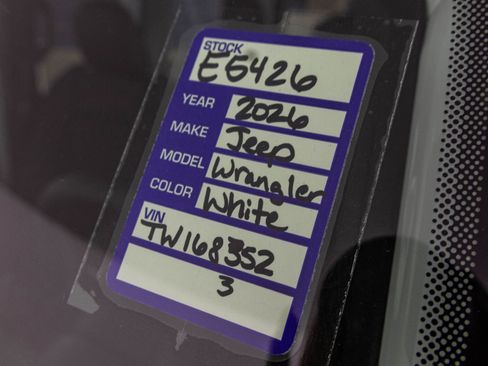 STOCK
E5426
YEAR 2026
MAKE Jeep
MODEL Wrangler
COLOR White
VIN
TW168352
3